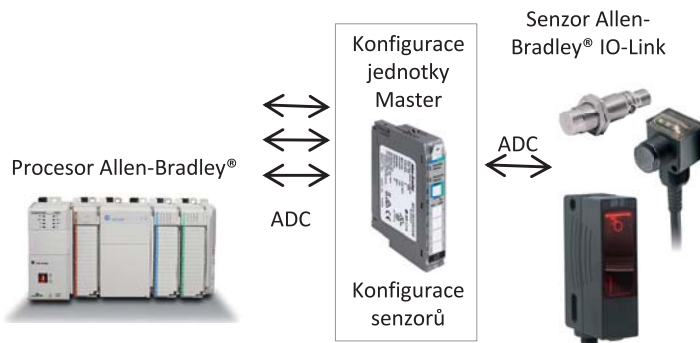 Procesor Allen-Bradley®
ADC
Konfigurace
jednotky
Master
Konfigurace
senzorů
ADC
Senzor Allen-
Bradley® IO-Link